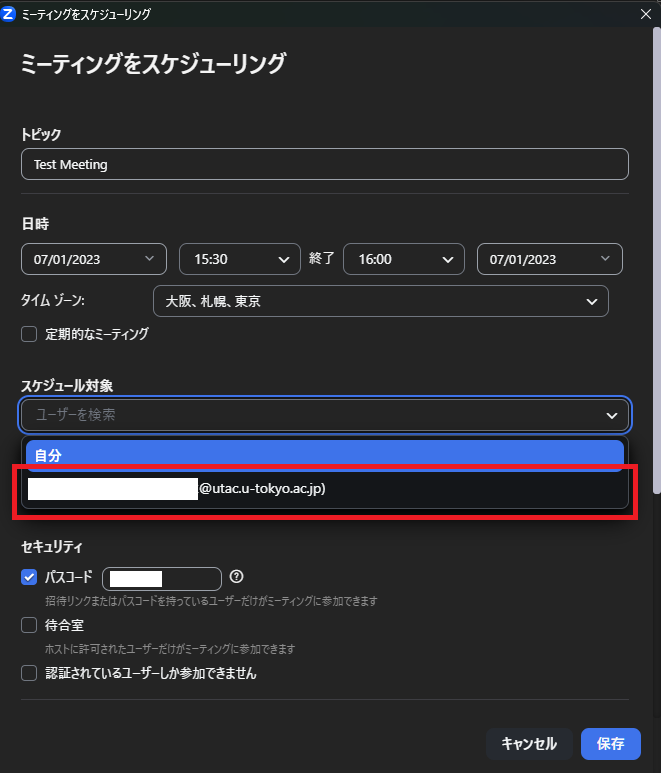 ミーティングをスケジューリング
ミーティングをスケジューリング
トピック
Test Meeting
日時
07/01/2023 15:30 終了 16:00 07/01/2023
タイム ゾーン: 大阪、札幌、東京
定期的なミーティング
スケジュール対象
ユーザーを検索
自分
@utac.u-tokyo.ac.jp)
セキュリティ
パスコード
招待リンクまたはパスコードを持っているユーザーだけがミーティングに参加できます
待合室
ホストに許可されたユーザーだけがミーティングに参加できます
認証されているユーザーしか参加できません
キャンセル 保存